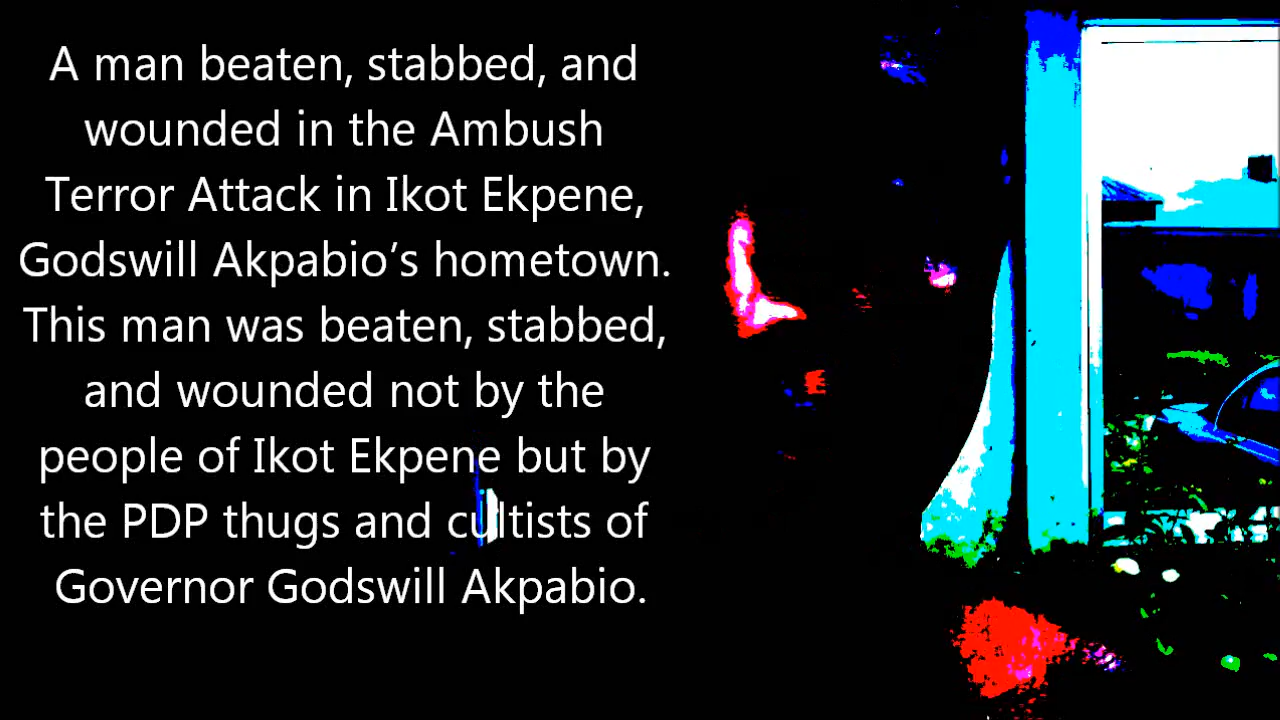 A man beaten, stabbed, and
wounded in the Ambush
Terror Attack in Ikot Ekpene,
Godswill Akpabio’s hometown.
This man was beaten, stabbed,
and wounded not by the
people of Ikot Ekpene but by
the PDP thugs and cultists of
Governor Godswill Akpabio.